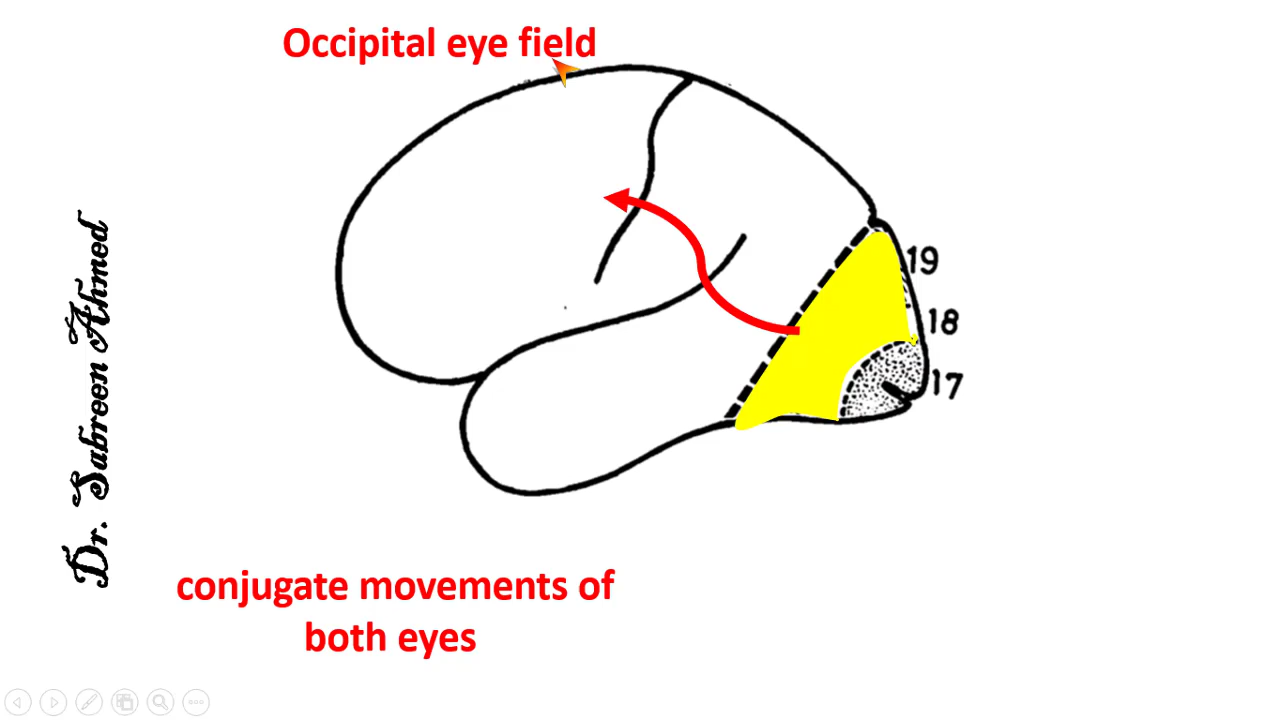 Occipital eye field
19
18
17
Dr. Sabreen Ahmed
conjugate movements of
both eyes